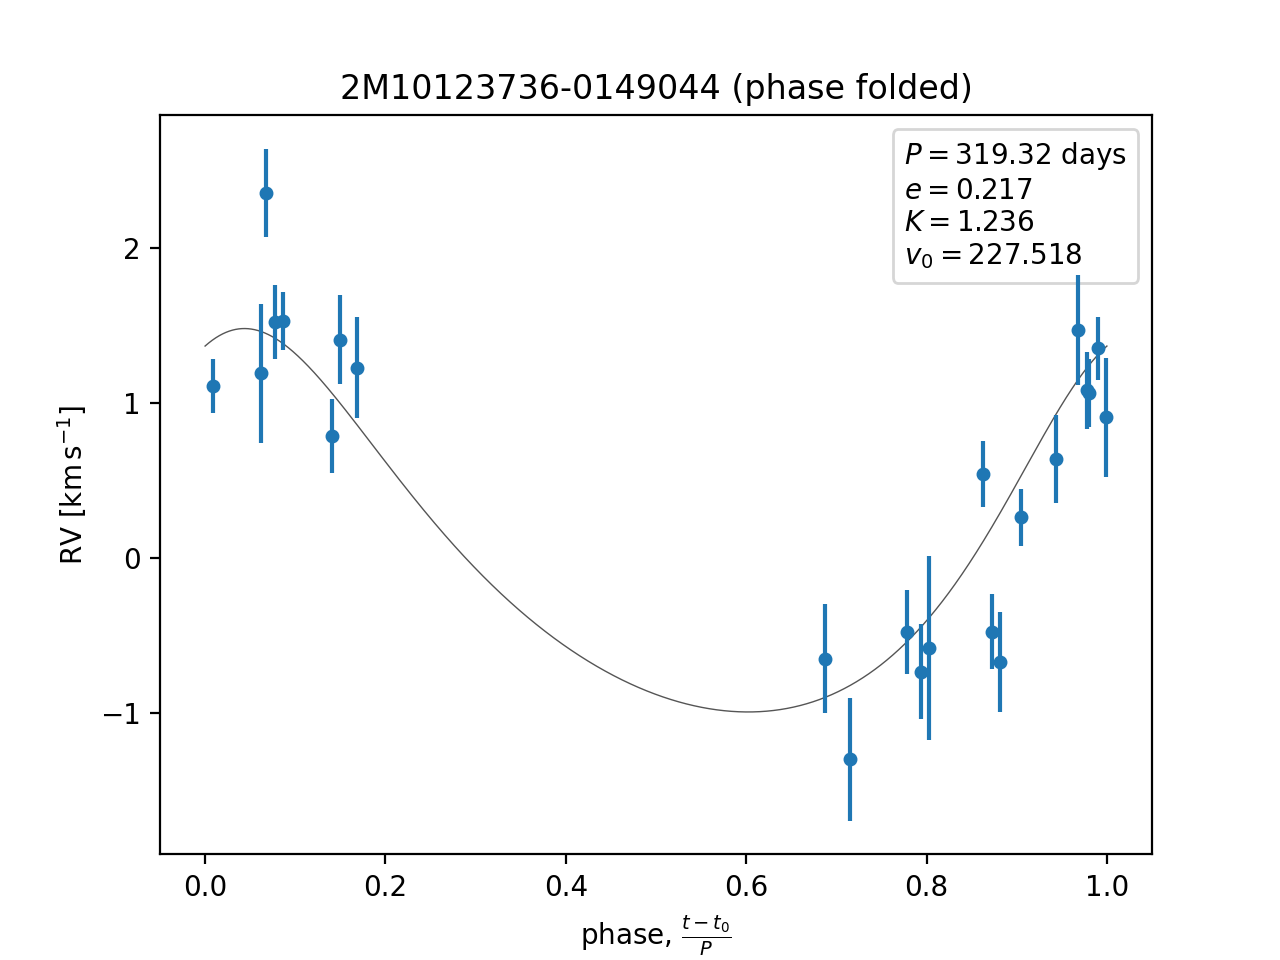 2M10123736-0149044 (phase folded)
P = 319.32 days
e = 0.217
K = 1.236
v₀ = 227.518
RV [km s⁻¹]
2
1
0
−1
0.0 0.2 0.4 0.6 0.8 1.0
phase, (t − t₀)/P